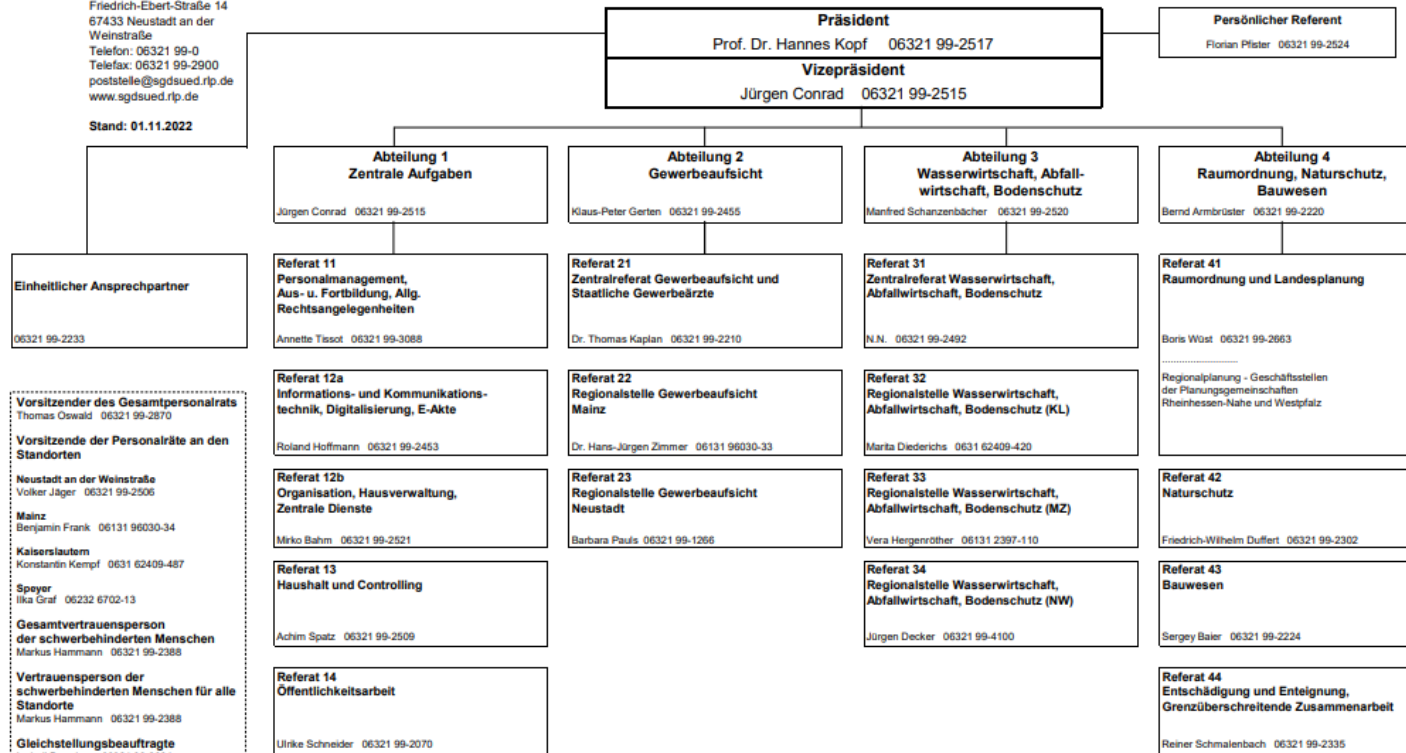 Friedrich-Ebert-Straße 14
67433 Neustadt an der
Weinstraße
Telefon: 06321 99-0
Telefax: 06321 99-2900
poststelle@sgdsued.rlp.de
www.sgdsued.rlp.de
Stand: 01.11.2022
Präsident
Prof. Dr. Hannes Kopf 06321 99-2517
Vizepräsident
Jürgen Conrad 06321 99-2515
Persönlicher Referent
Florian Pfister 06321 99-2524
Einheitlicher Ansprechpartner
06321 99-2233
Vorsitzender des Gesamtpersonalrats
Thomas Oswald 06321 99-2870
Vorsitzende der Personalräte an den
Standorten
Neustadt an der Weinstraße
Volker Jäger 06321 99-2506
Mainz
Benjamin Frank 06131 96030-34
Kaiserslautern
Konstantin Kempf 0631 62409-487
Speyer
Ilka Graf 06232 6702-13
Gesamtvertrauensperson
der schwerbehinderten Menschen
Markus Hammann 06321 99-2388
Vertrauensperson der
schwerbehinderten Menschen für alle
Standorte
Markus Hammann 06321 99-2388
Gleichstellungsbeauftragte
Abteilung 1
Zentrale Aufgaben
Jürgen Conrad 06321 99-2515
Referat 11
Personalmanagement,
Aus- u. Fortbildung, Allg.
Rechtsangelegenheiten
Annette Tissot 06321 99-3088
Referat 12a
Informations- und Kommunikations-
technik, Digitalisierung, E-Akte
Roland Hoffmann 06321 99-2453
Referat 12b
Organisation, Hausverwaltung,
Zentrale Dienste
Mirko Bahm 06321 99-2521
Referat 13
Haushalt und Controlling
Achim Spatz 06321 99-2509
Referat 14
Öffentlichkeitsarbeit
Ulrike Schneider 06321 99-2070
Abteilung 2
Gewerbeaufsicht
Klaus-Peter Gerten 06321 99-2455
Referat 21
Zentralreferat Gewerbeaufsicht und
Staatliche Gewerbeärzte
Dr. Thomas Kaplan 06321 99-2210
Referat 22
Regionalstelle Gewerbeaufsicht
Mainz
Dr. Hans-Jürgen Zimmer 06131 96030-33
Referat 23
Regionalstelle Gewerbeaufsicht
Neustadt
Barbara Pauls 06321 99-1266
Abteilung 3
Wasserwirtschaft, Abfall-
wirtschaft, Bodenschutz
Manfred Schanzenbächer 06321 99-2520
Referat 31
Zentralreferat Wasserwirtschaft,
Abfallwirtschaft, Bodenschutz
N.N. 06321 99-2492
Referat 32
Regionalstelle Wasserwirtschaft,
Abfallwirtschaft, Bodenschutz (KL)
Marita Diederichs 0631 62409-420
Referat 33
Regionalstelle Wasserwirtschaft,
Abfallwirtschaft, Bodenschutz (MZ)
Vera Hergenröther 06131 2397-110
Referat 34
Regionalstelle Wasserwirtschaft,
Abfallwirtschaft, Bodenschutz (NW)
Jürgen Decker 06321 99-4100
Abteilung 4
Raumordnung, Naturschutz,
Bauwesen
Bernd Armbrüster 06321 99-2220
Referat 41
Raumordnung und Landesplanung
Boris Wüst 06321 99-2663
Regionalplanung - Geschäftsstellen
der Planungsgemeinschaften
Rheinhessen-Nahe und Westpfalz
Referat 42
Naturschutz
Friedrich-Wilhelm Duffert 06321 99-2302
Referat 43
Bauwesen
Sergey Baier 06321 99-2224
Referat 44
Entschädigung und Enteignung,
Grenzüberschreitende Zusammenarbeit
Reiner Schmalenbach 06321 99-2335